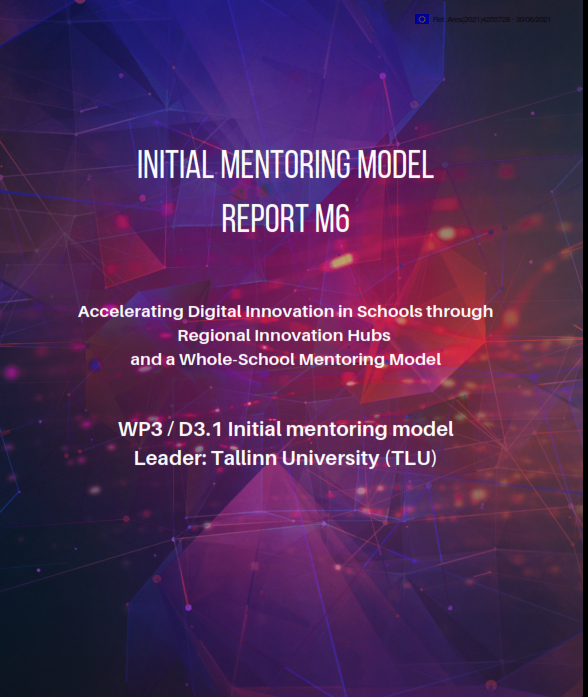 INITIAL MENTORING MODEL
REPORT M6
Accelerating Digital Innovation in Schools through
Regional Innovation Hubs
and a Whole-School Mentoring Model
WP3 / D3.1 Initial mentoring model
Leader: Tallinn University (TLU)